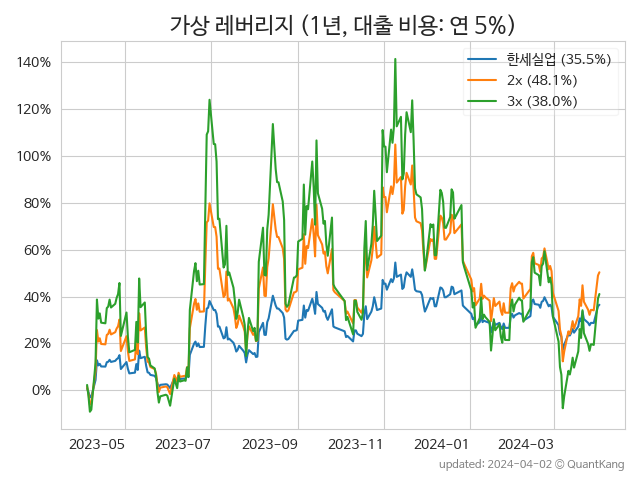 가상 레버리지 (1년, 대출 비용: 연 5%)
140%
120%
100%
80%
60%
40%
20%
0%
한세실업 (35.5%)
2x (48.1%)
3x (38.0%)
2023-05 2023-07 2023-09 2023-11 2024-01 2024-03
updated: 2024-04-02 © QuantKang